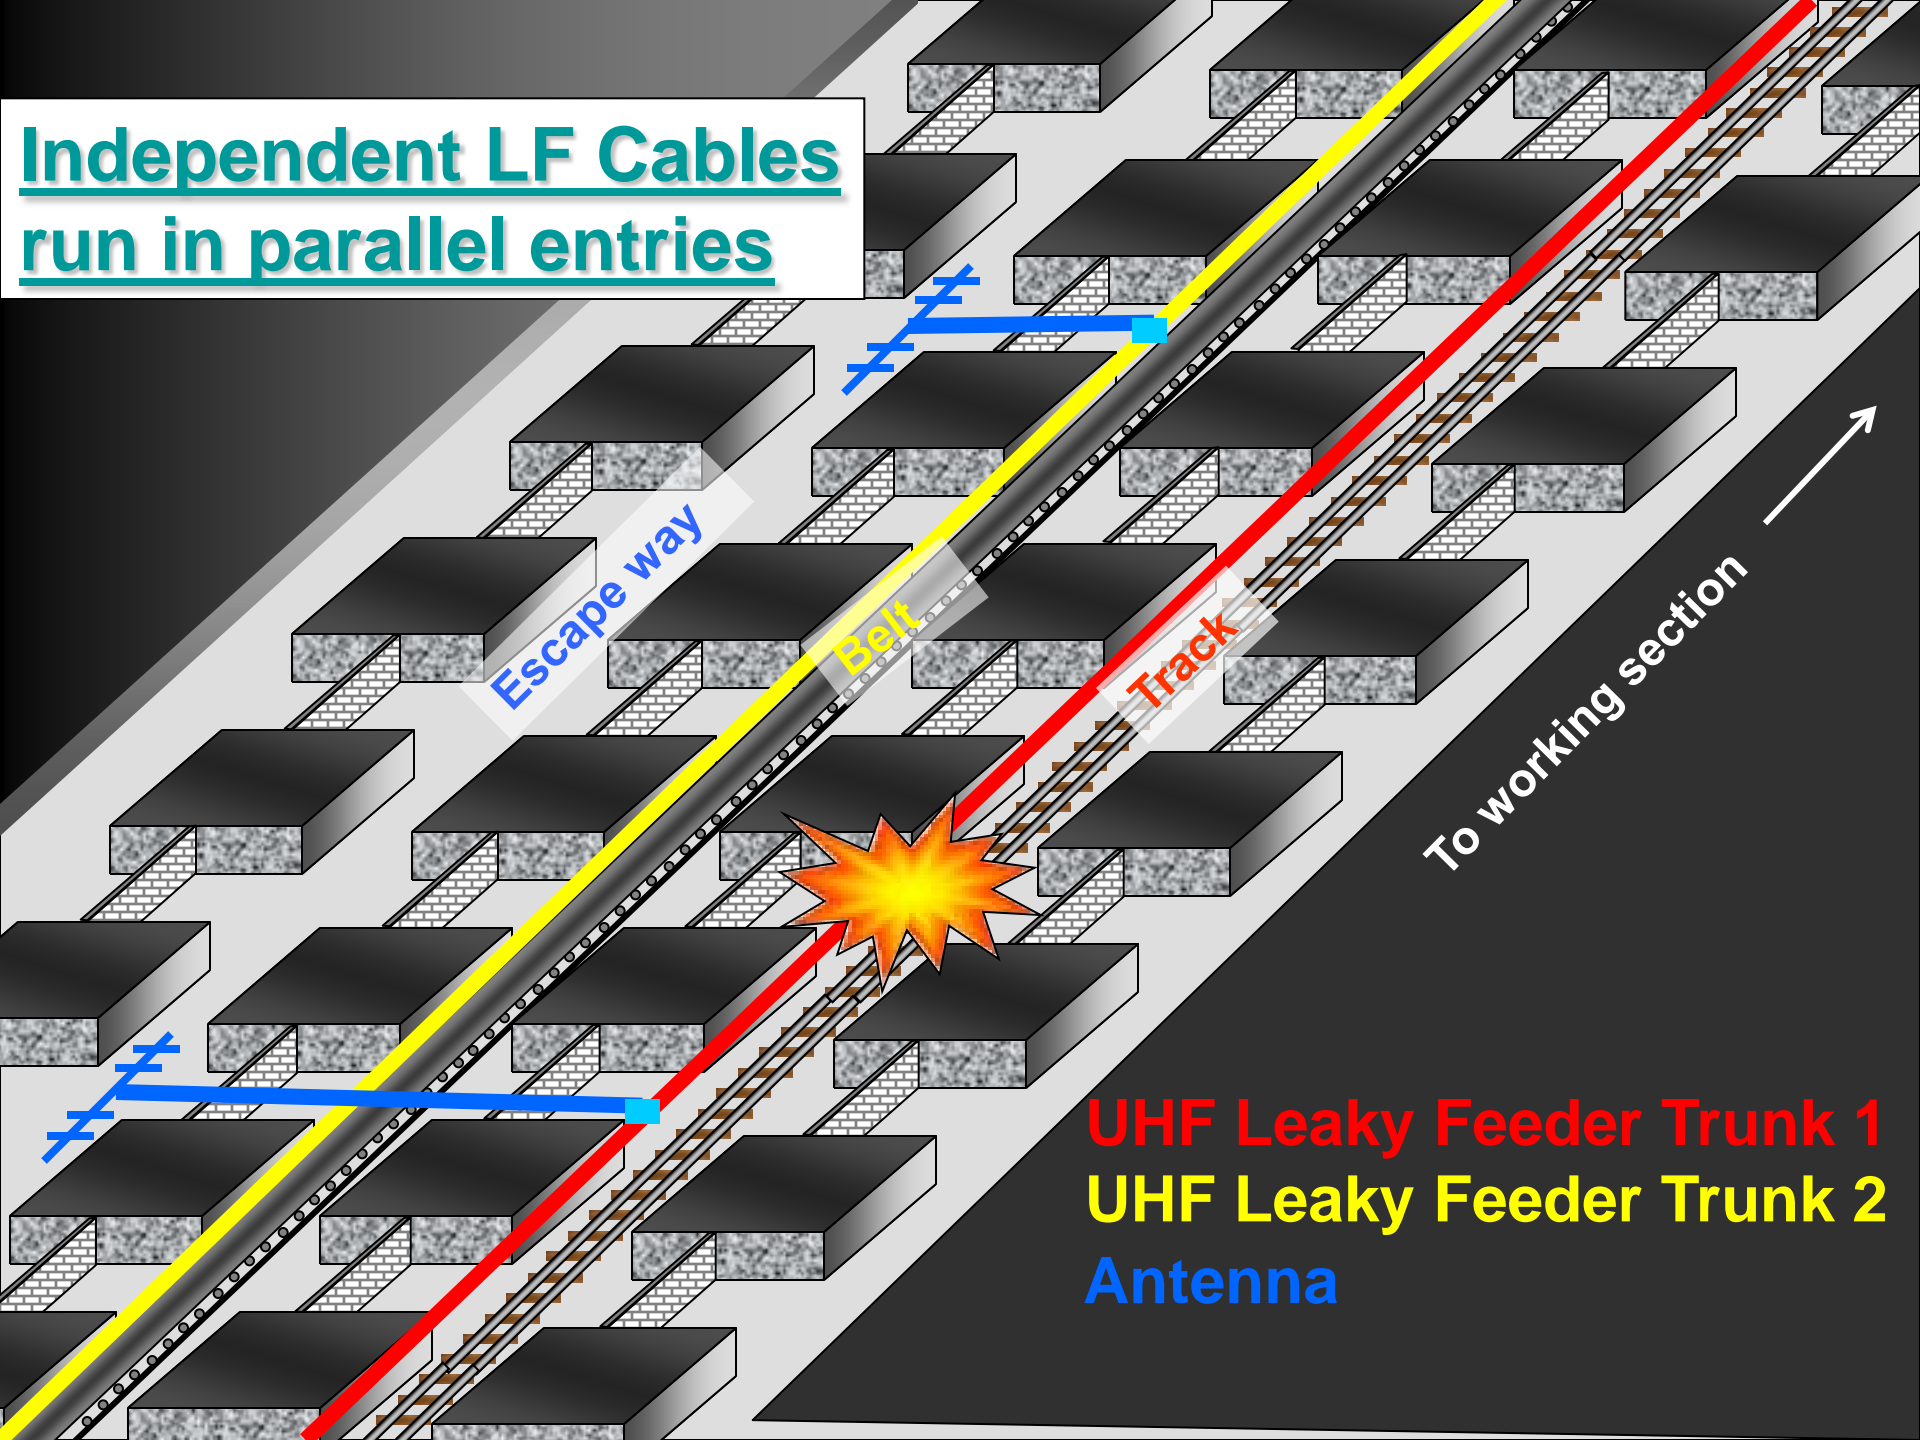 Independent LF Cables
run in parallel entries
Escape way
Belt
Track
To working section
UHF Leaky Feeder Trunk 1
UHF Leaky Feeder Trunk 2
Antenna